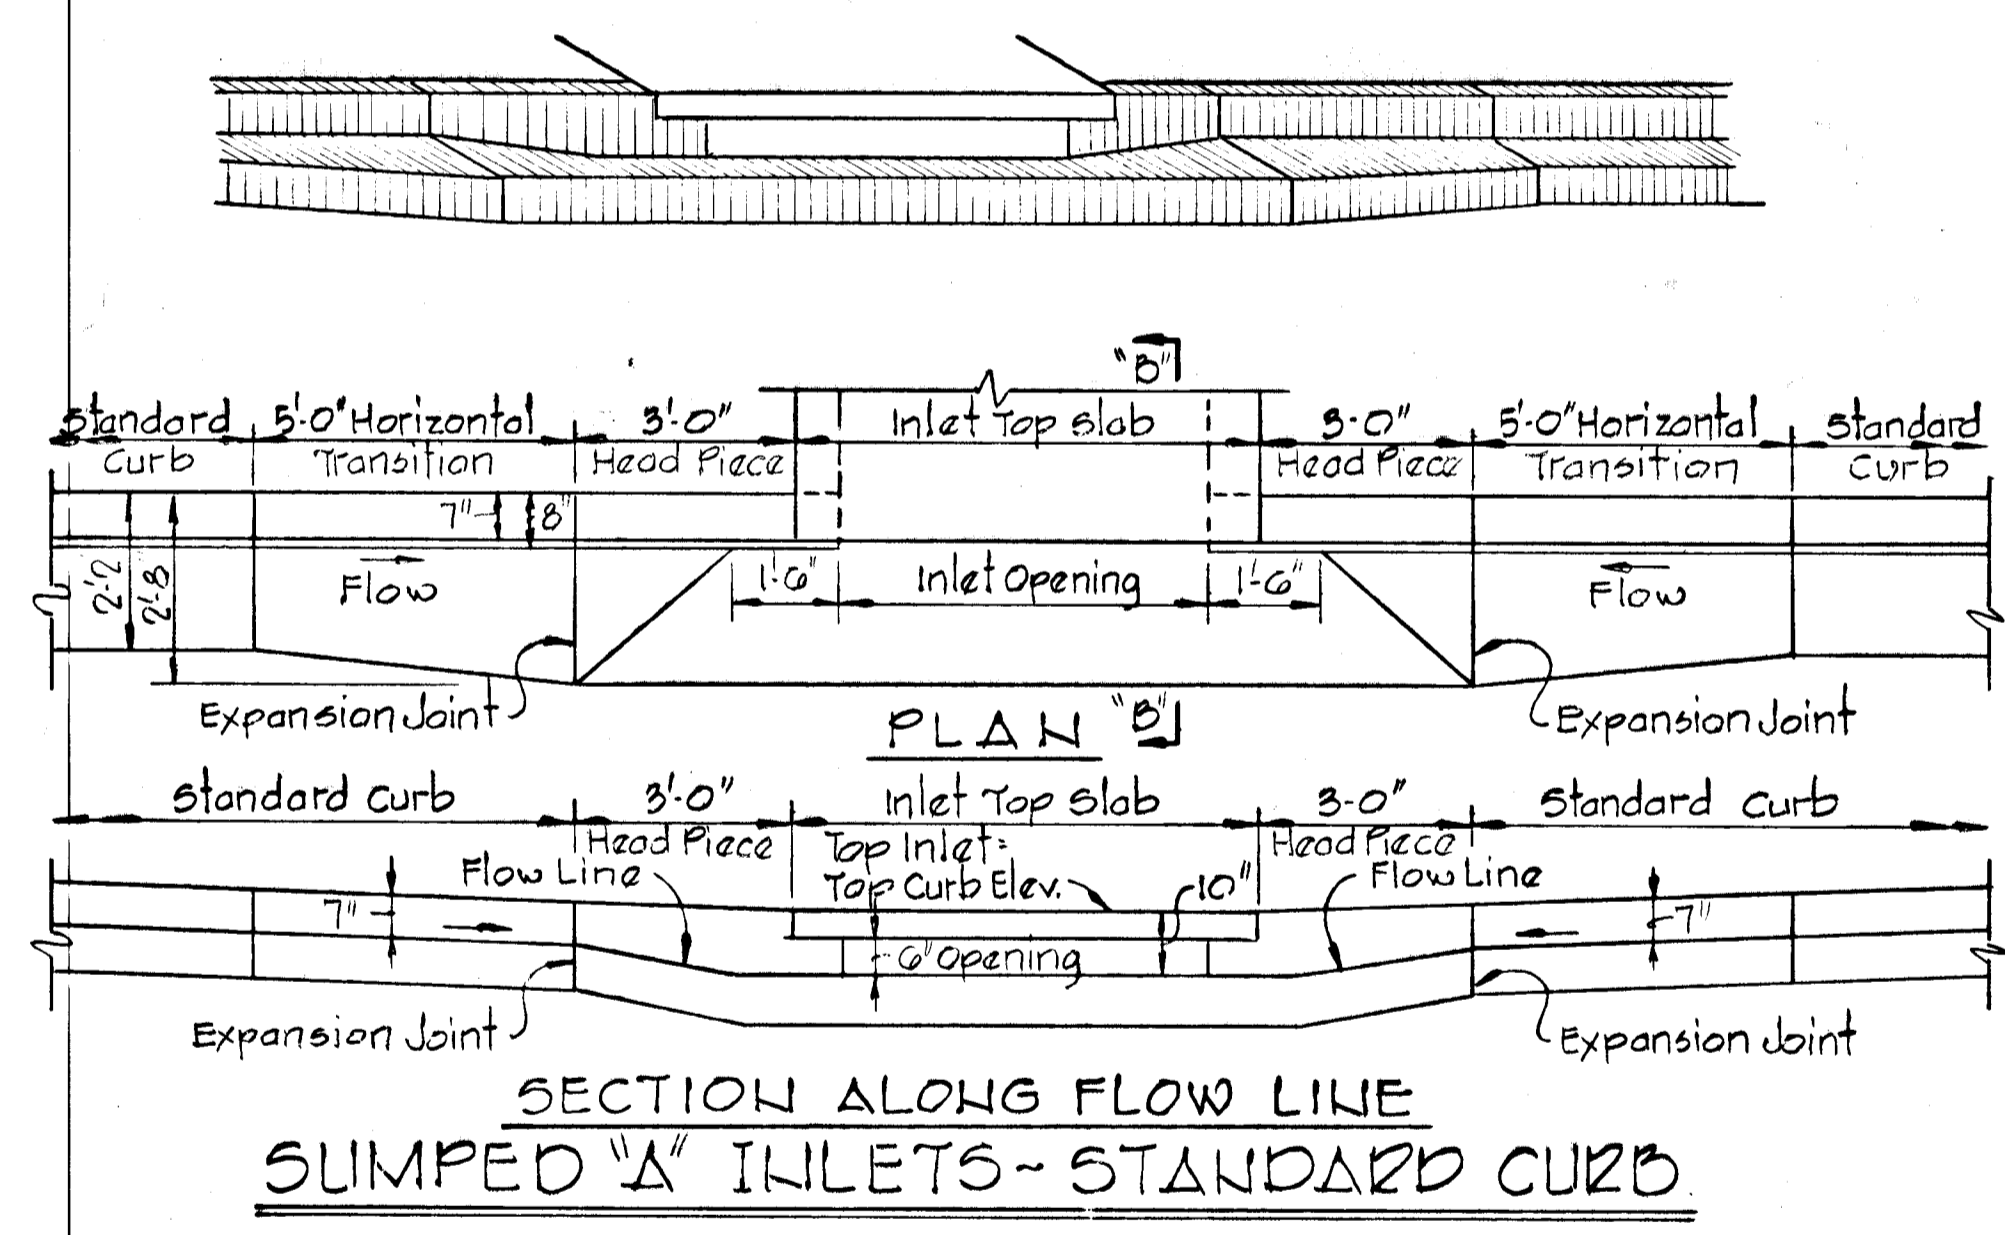 "B"
Standard 5'-0" Horizontal 3'-0" Inlet Top Slab 3-0" 5'-0" Horizontal Standard
Curb Transition Head Piece Head Piece Transition Curb
7" 8"
2'-2 2'-8 Flow 1'-6" Inlet Opening 1'-6" Flow
Expansion Joint PLAN "B" Expansion Joint
Standard Curb 3'-0" Inlet Top Slab 3-0" Standard Curb
Head Piece Top Inlet= Head Piece
Flow Line Top Curb Elev. 10" Flow Line
7" 7"
6" Opening
Expansion Joint Expansion Joint
SECTION ALONG FLOW LINE
SUMPED "A" INLETS ~ STANDARD CURB